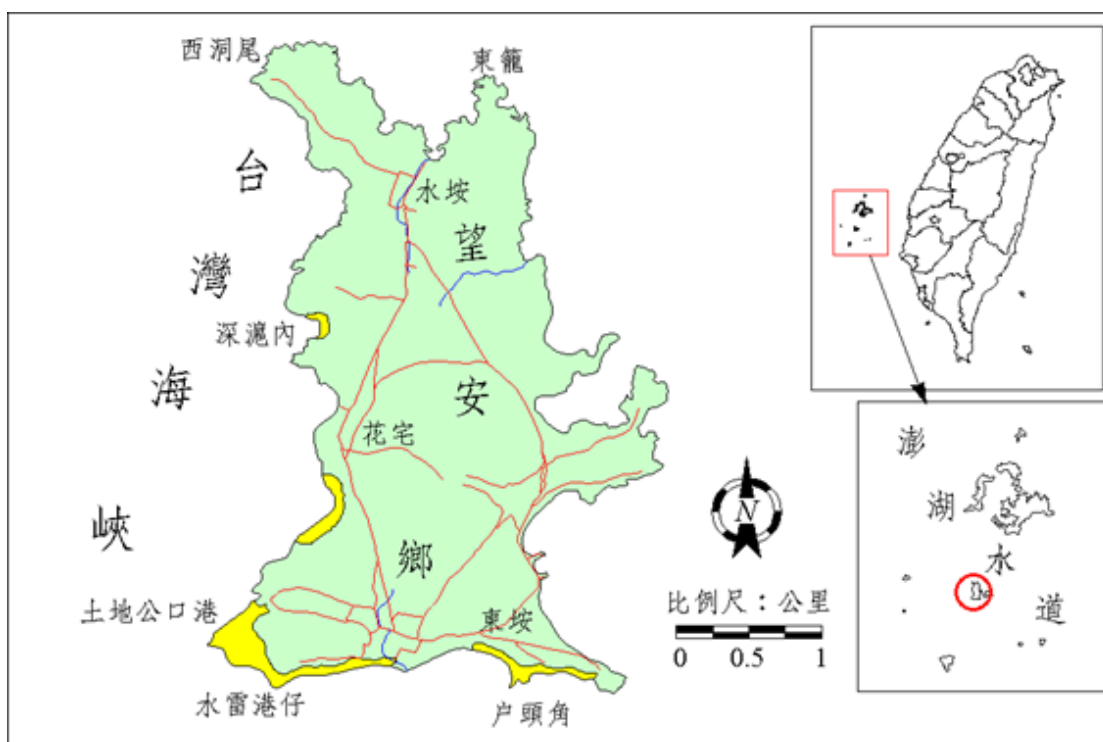 西洞尾
東籠
台
灣
海
峽
水垵
望
安
鄉
深滬內
花宅
土地公口港
東垵
水雷港仔
户頭角
N
比例尺：公里
0 0.5 1
澎
湖
水
道